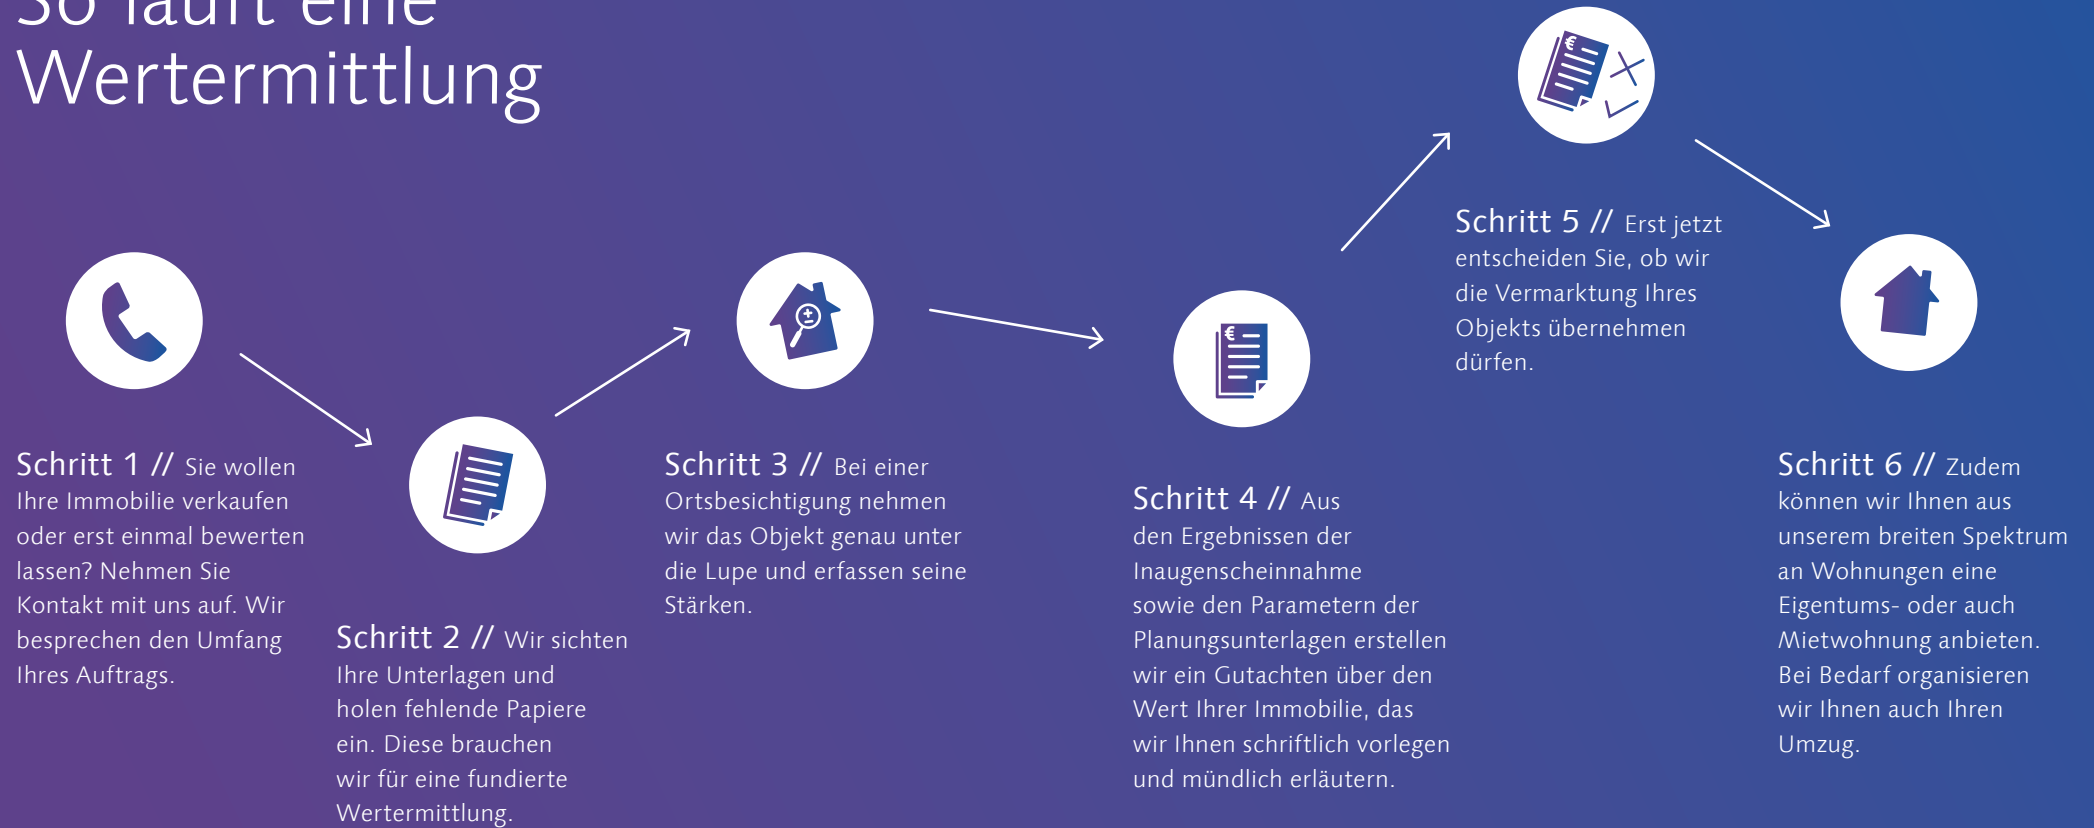 So läuft eine
Wertermittlung
Schritt 1 // Sie wollen
Ihre Immobilie verkaufen
oder erst einmal bewerten
lassen? Nehmen Sie
Kontakt mit uns auf. Wir
besprechen den Umfang
Ihres Auftrags.
Schritt 2 // Wir sichten
Ihre Unterlagen und
holen fehlende Papiere
ein. Diese brauchen
wir für eine fundierte
Wertermittlung.
Schritt 3 // Bei einer
Ortsbesichtigung nehmen
wir das Objekt genau unter
die Lupe und erfassen seine
Stärken.
€
Schritt 4 // Aus
den Ergebnissen der
Inaugenscheinnahme
sowie den Parametern der
Planungsunterlagen erstellen
wir ein Gutachten über den
Wert Ihrer Immobilie, das
wir Ihnen schriftlich vorlegen
und mündlich erläutern.
€
Schritt 5 // Erst jetzt
entscheiden Sie, ob wir
die Vermarktung Ihres
Objekts übernehmen
dürfen.
Schritt 6 // Zudem
können wir Ihnen aus
unserem breiten Spektrum
an Wohnungen eine
Eigentums- oder auch
Mietwohnung anbieten.
Bei Bedarf organisieren
wir Ihnen auch Ihren
Umzug.